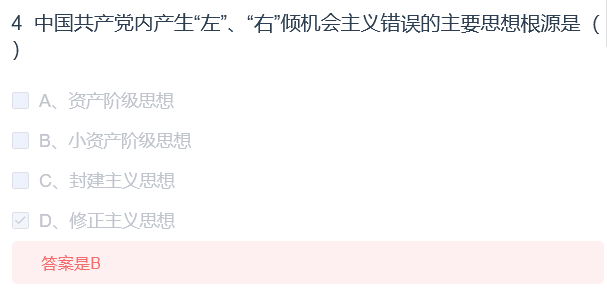 4 中国共产党内产生“左”、“右”倾机会主义错误的主要思想根源是（
）
A、资产阶级思想
B、小资产阶级思想
C、封建主义思想
D、修正主义思想
答案是B